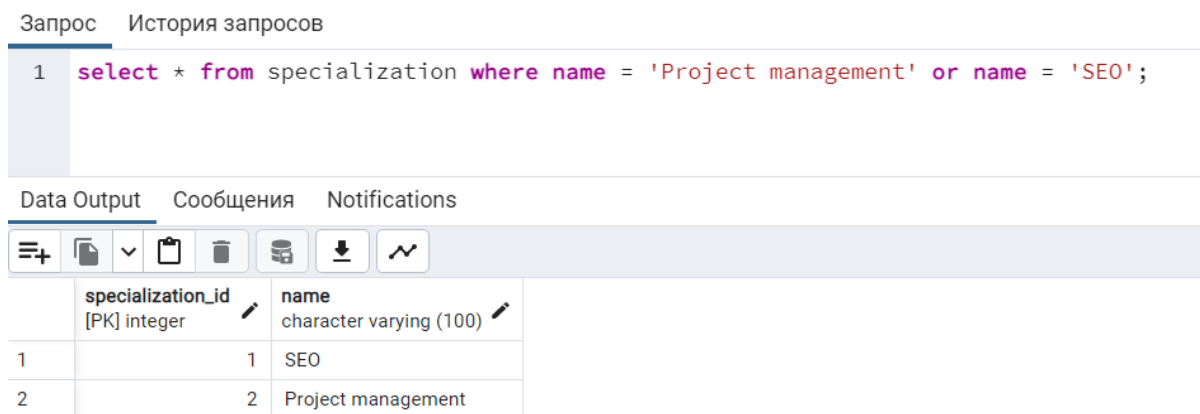 Запрос История запросов
1 select * from specialization where name = 'Project management' or name = 'SEO';
Data Output Сообщения Notifications
specialization_id name
[PK] integer character varying (100)
1 1 SEO
2 2 Project management